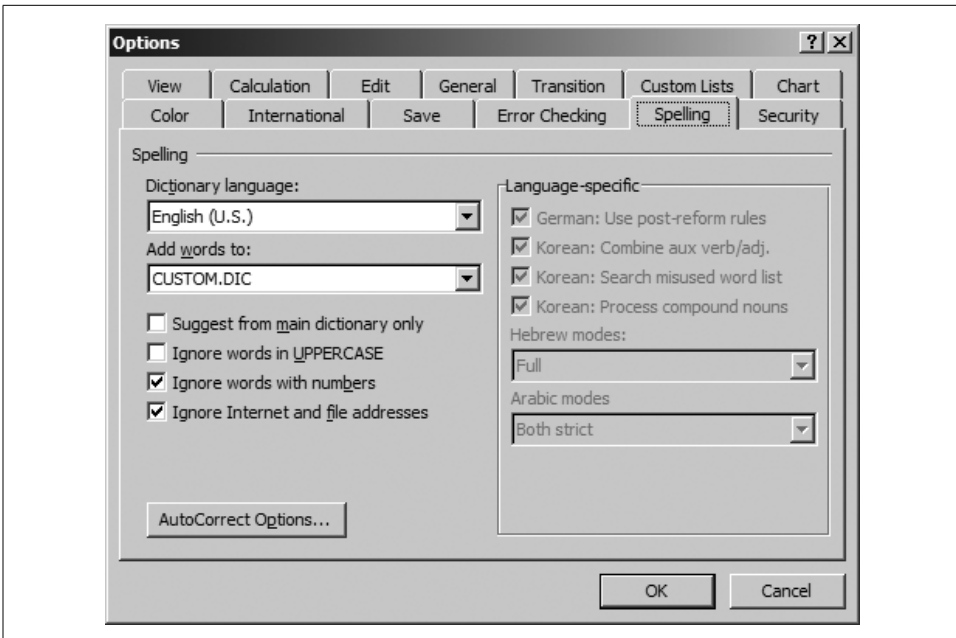 Options
View Calculation Edit General Transition Custom Lists Chart
Color International Save Error Checking Spelling Security
Spelling
Dictionary language:
English (U.S.)
Add words to:
CUSTOM.DIC
Suggest from main dictionary only
Ignore words in UPPERCASE
Ignore words with numbers
Ignore Internet and file addresses
AutoCorrect Options...
Language-specific
German: Use post-reform rules
Korean: Combine aux verb/adj.
Korean: Search misused word list
Korean: Process compound nouns
Hebrew modes:
Full
Arabic modes
Both strict
OK Cancel